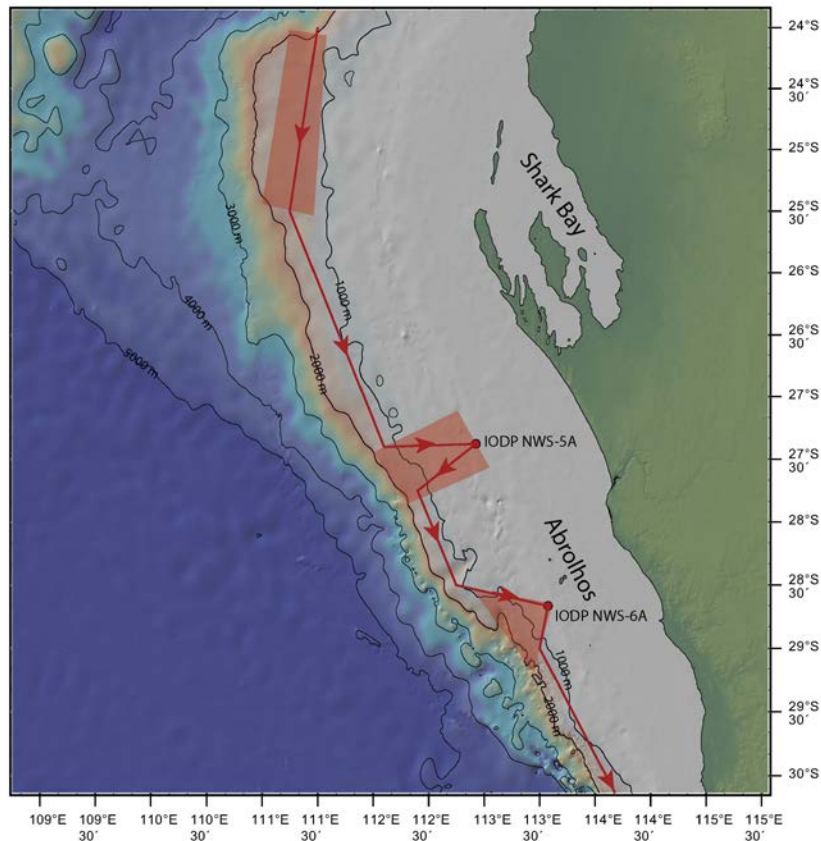 24°S
24°S
30´
25°S
25°S
30´
26°S
26°S
30´
27°S
27°S
30´
28°S
28°S
30´
29°S
29°S
30´
30°S
Shark Bay
3000 m
1000 m
4000 m
5000 m
2000 m
IODP NWS-5A
Abrolhos
IODP NWS-6A
1000 m
2000 m
109°E
109°E
30´
110°E
110°E
30´
111°E
111°E
30´
112°E
112°E
30´
113°E
113°E
30´
114°E
114°E
30´
115°E
115°E
30´